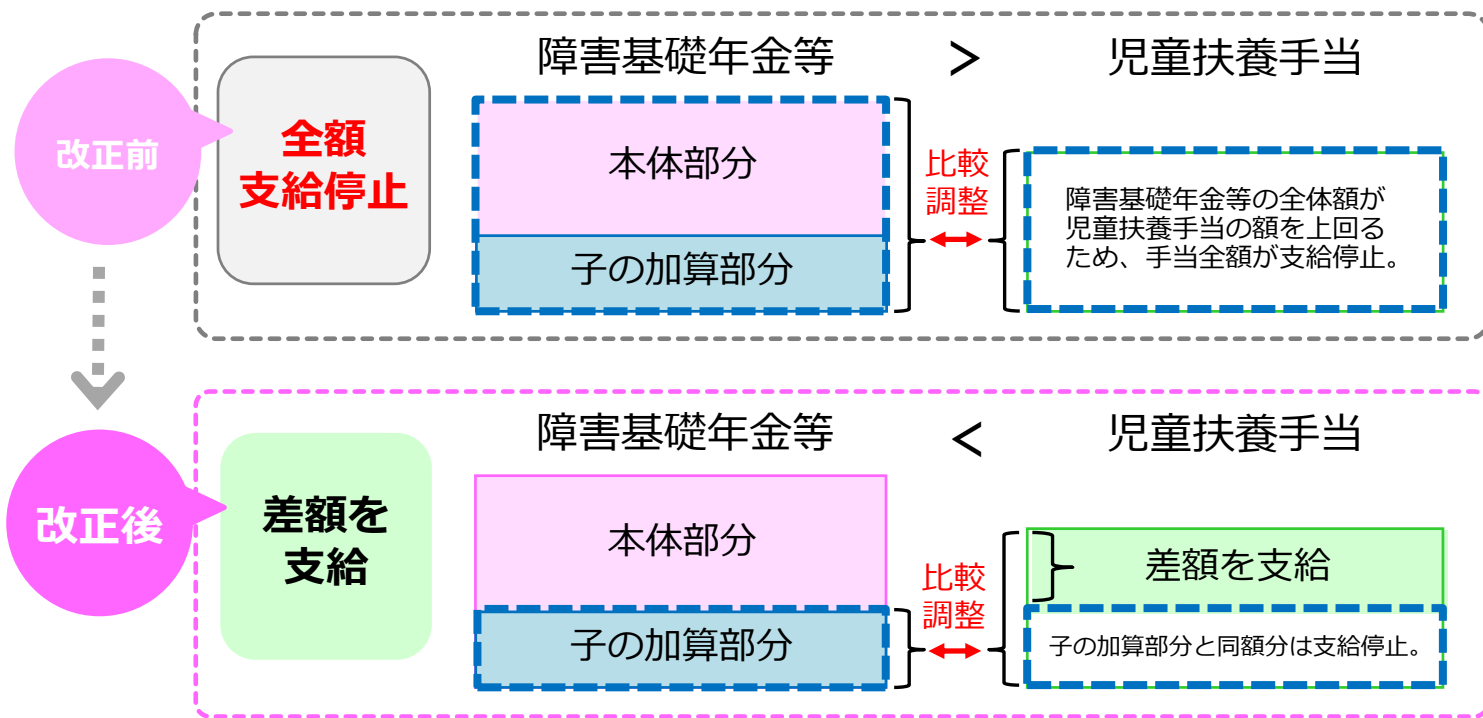 改正前
全額
支給停止
障害基礎年金等
>
児童扶養手当
本体部分
子の加算部分
比較
調整
障害基礎年金等の全体額が
児童扶養手当の額を上回る
ため、手当全額が支給停止。
改正後
差額を
支給
障害基礎年金等
<
児童扶養手当
本体部分
子の加算部分
比較
調整
差額を支給
子の加算部分と同額分は支給停止。